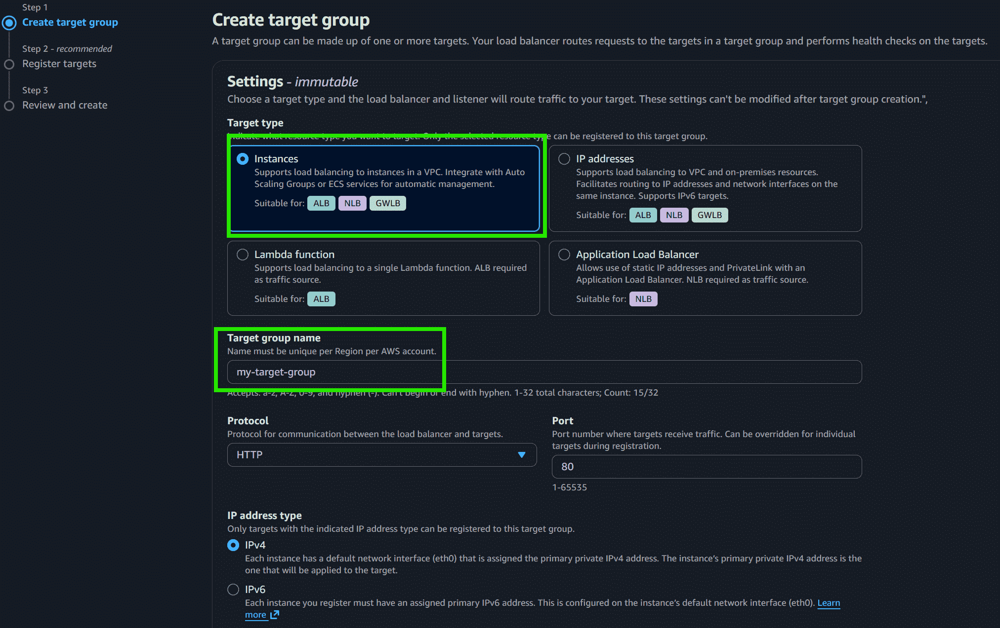 Step 1
Create target group
Step 2 - recommended
Register targets
Step 3
Review and create
Create target group
A target group can be made up of one or more targets. Your load balancer routes requests to the targets in a target group and performs health checks on the targets.
Settings - immutable
Choose a target type and the load balancer and listener will route traffic to your target. These settings can't be modified after target group creation.",
Target type
Indicate what resource type you want to target. Only the selected resource type can be registered to this target group.
Instances
Supports load balancing to instances in a VPC. Integrate with Auto
Scaling Groups or ECS services for automatic management.
Suitable for: ALB NLB GWLB
IP addresses
Supports load balancing to VPC and on-premises resources.
Facilitates routing to IP addresses and network interfaces on the
same instance. Supports IPv6 targets.
Suitable for: ALB NLB GWLB
Lambda function
Supports load balancing to a single Lambda function. ALB required
as traffic source.
Suitable for: ALB
Application Load Balancer
Allows use of static IP addresses and PrivateLink with an
Application Load Balancer. NLB required as traffic source.
Suitable for: NLB
Target group name
Name must be unique per Region per AWS account.
my-target-group
Accepts: a-z, A-Z, 0-9, and hyphen (-). Can't begin or end with hyphen. 1-32 total characters; Count: 15/32
Protocol
Protocol for communication between the load balancer and targets.
HTTP
Port
Port number where targets receive traffic. Can be overridden for individual
targets during registration.
80
1-65535
IP address type
Only targets with the indicated IP address type can be registered to this target group.
IPv4
Each instance has a default network interface (eth0) that is assigned the primary private IPv4 address. The instance’s primary private IPv4 address is the
one that will be applied to the target.
IPv6
Each instance you register must have an assigned primary IPv6 address. This is configured on the instance’s default network interface (eth0). Learn
more